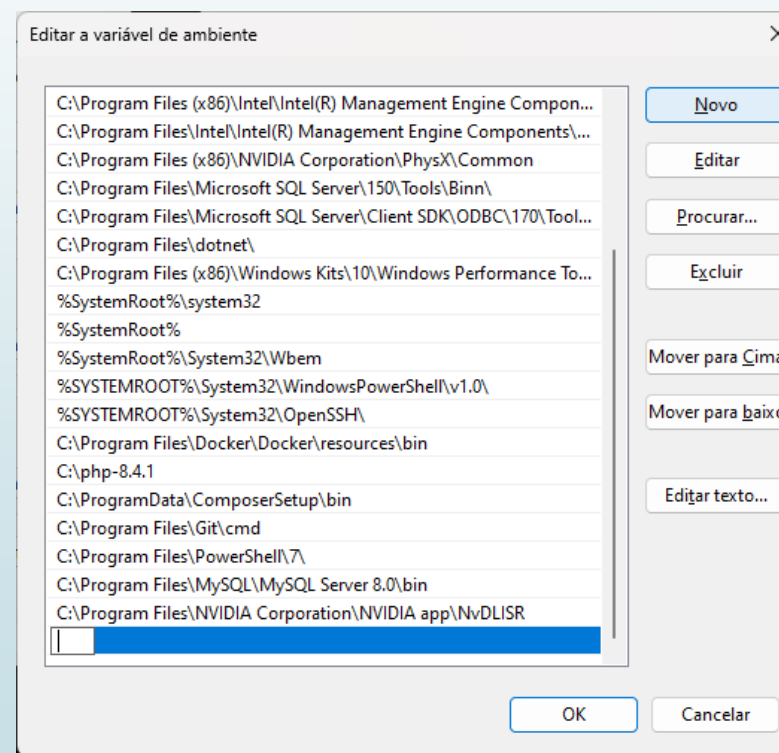 Editar a variável de ambiente
C:\Program Files (x86)\Intel\Intel(R) Management Engine Compon...
C:\Program Files\Intel\Intel(R) Management Engine Components\...
C:\Program Files (x86)\NVIDIA Corporation\PhysX\Common
C:\Program Files\Microsoft SQL Server\150\Tools\Binn\
C:\Program Files\Microsoft SQL Server\Client SDK\ODBC\170\Tool...
C:\Program Files\dotnet\
C:\Program Files (x86)\Windows Kits\10\Windows Performance To...
%SystemRoot%\system32
%SystemRoot%
%SystemRoot%\System32\Wbem
%SYSTEMROOT%\System32\WindowsPowerShell\v1.0\
%SYSTEMROOT%\System32\OpenSSH\
C:\Program Files\Docker\Docker\resources\bin
C:\php-8.4.1
C:\ProgramData\ComposerSetup\bin
C:\Program Files\Git\cmd
C:\Program Files\PowerShell\7\
C:\Program Files\MySQL\MySQL Server 8.0\bin
C:\Program Files\NVIDIA Corporation\NVIDIA app\NvDLISR
Novo
Editar
Procurar...
Excluir
Mover para Cima
Mover para baixo
Editar texto...
OK
Cancelar